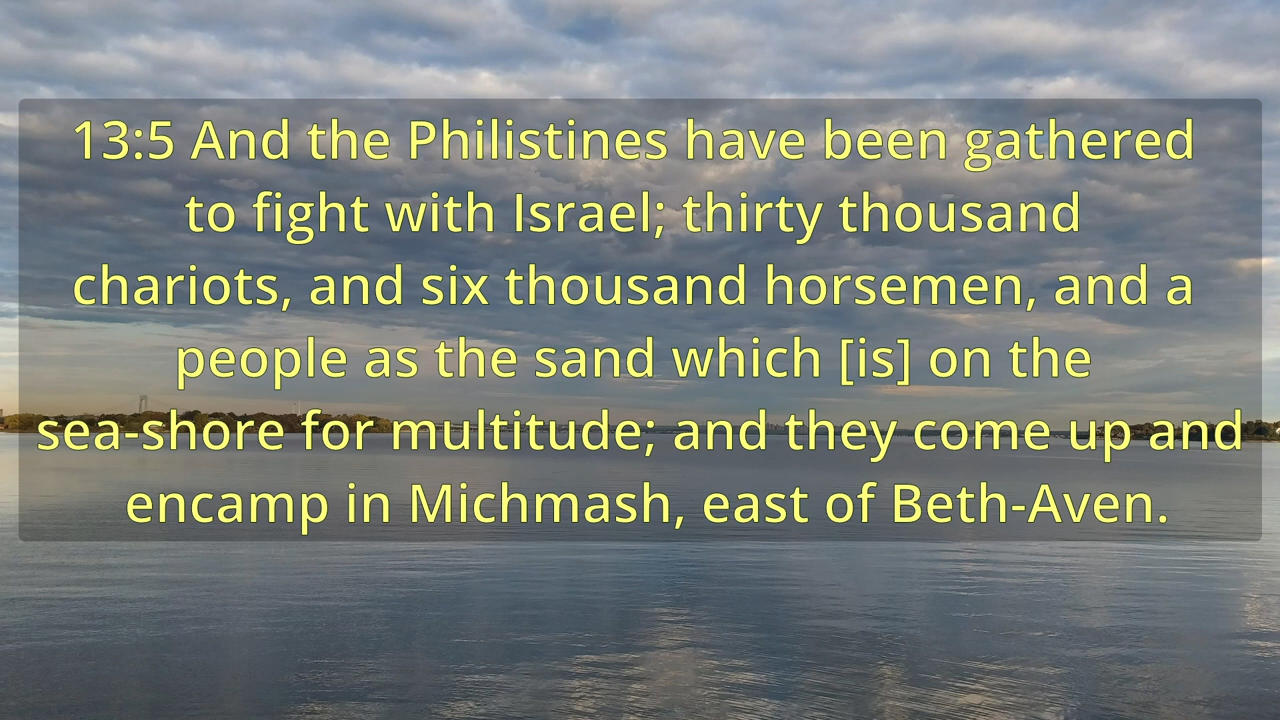 13:5 And the Philistines have been gathered
to fight with Israel; thirty thousand
chariots, and six thousand horsemen, and a
people as the sand which [is] on the
sea-shore for multitude; and they come up and
encamp in Michmash, east of Beth-Aven.